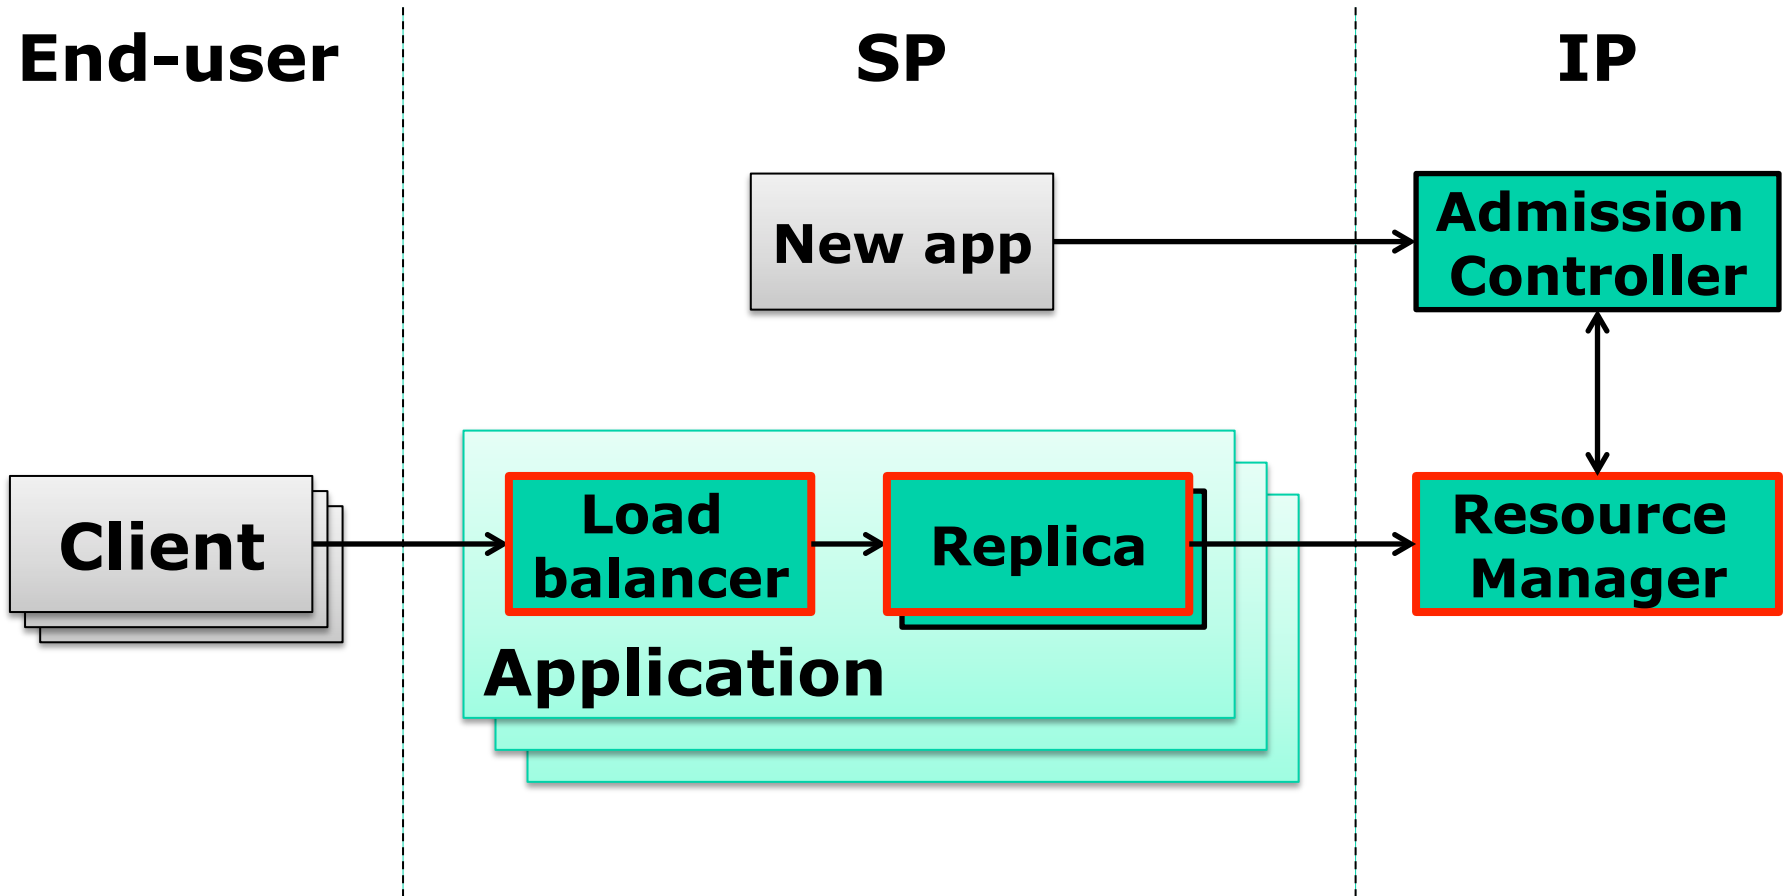 End-user
SP
IP
New app
Admission
Controller
Client
Load
balancer
Replica
Resource
Manager
Application